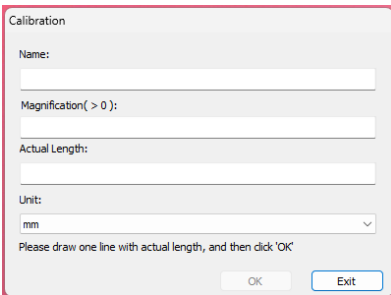 Calibration
Name:
Magnification( > 0 ):
Actual Length:
Unit:
mm
Please draw one line with actual length, and then click 'OK'
OK
Exit